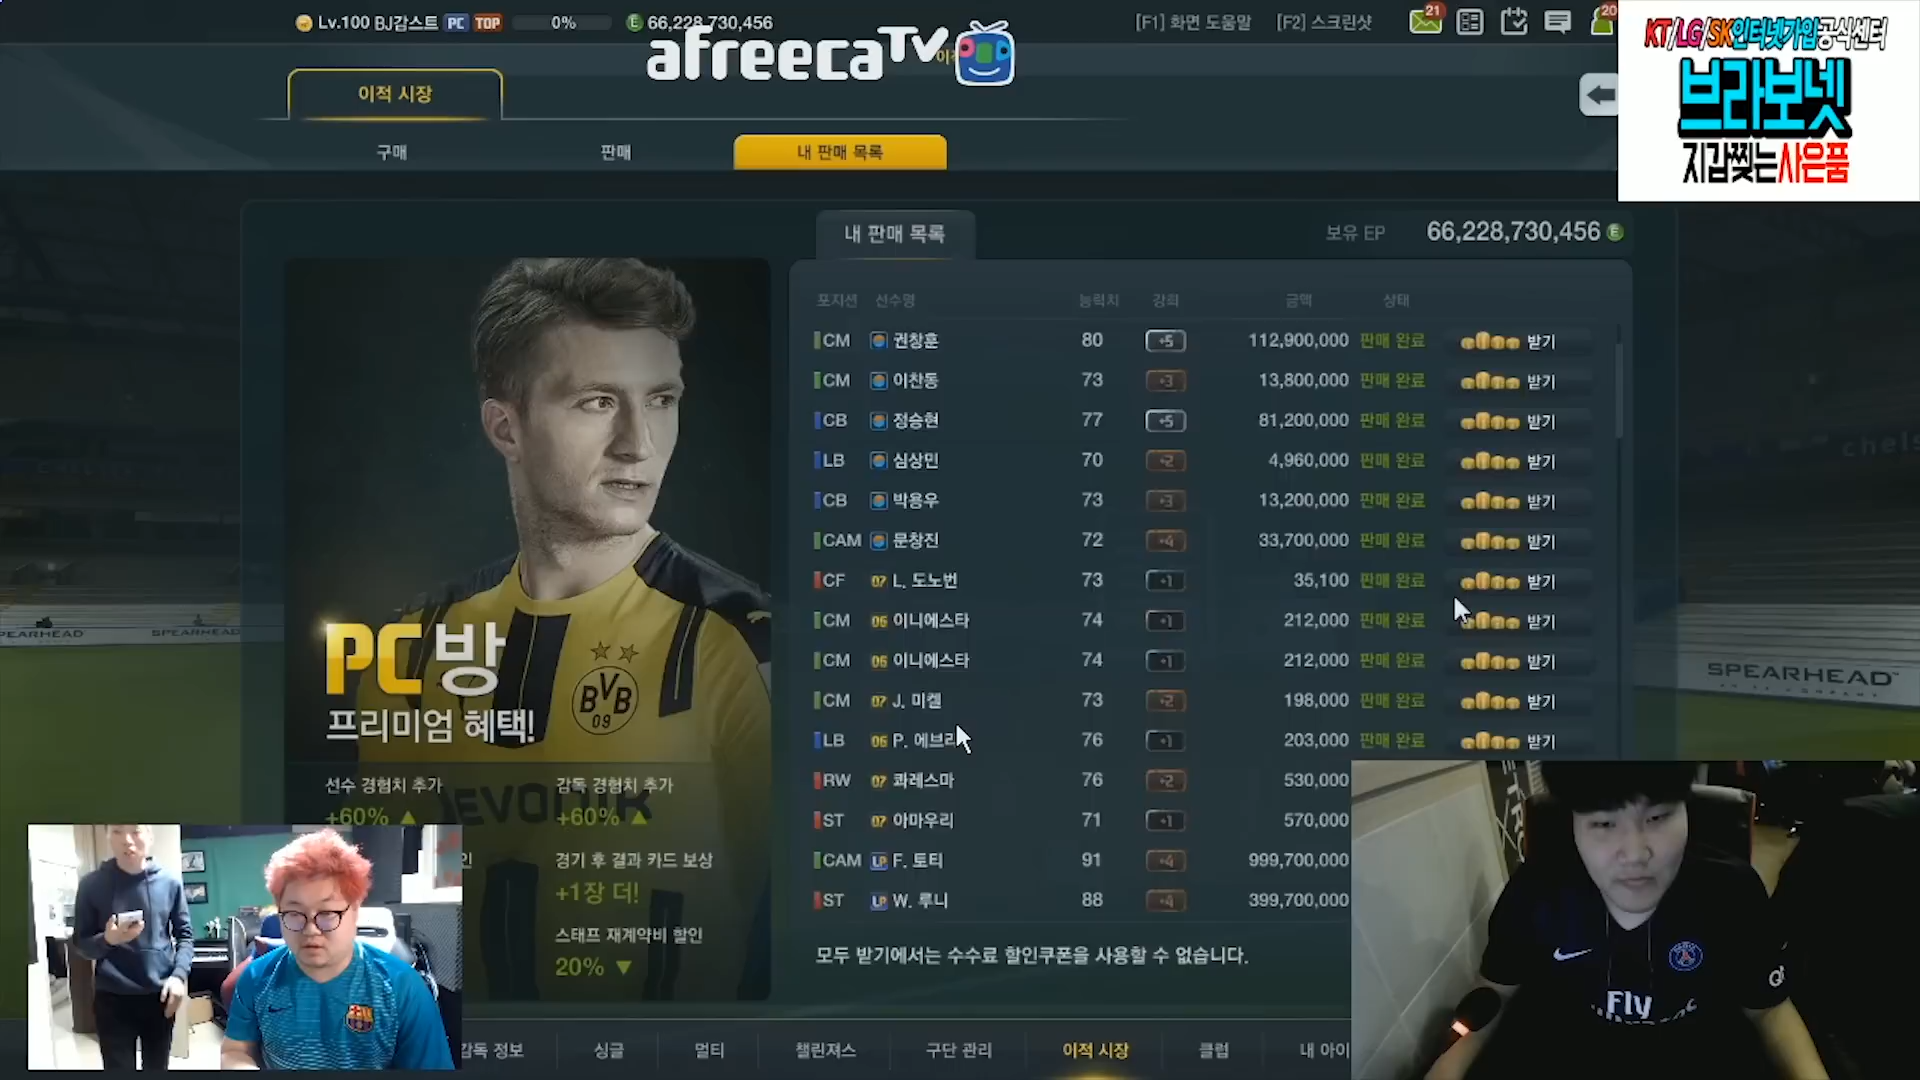 Lv.100 BJ감스트 PC TOP 0% E 66,228,730,456
[F1] 화면 도움말 [F2] 스크린샷
21
20
afreecaTV
KT/LG/SK인터넷가입공식센터
브라보넷
지갑찢는사은품
이적 시장
구매 판매 내 판매 목록
내 판매 목록
보유 EP 66,228,730,456 E
포지션 선수명 능력치 강화 금액 상태
CM 권창훈 80 +5 112,900,000 판매 완료 받기
CM 이찬동 73 +3 13,800,000 판매 완료 받기
CB 정승현 77 +5 81,200,000 판매 완료 받기
LB 심상민 70 +2 4,960,000 판매 완료 받기
CB 박용우 73 +3 13,200,000 판매 완료 받기
CAM 문창진 72 +4 33,700,000 판매 완료 받기
CF 07 L. 도노번 73 +1 35,100 판매 완료 받기
CM 06 이니에스타 74 +1 212,000 판매 완료 받기
CM 06 이니에스타 74 +1 212,000 판매 완료 받기
CM 07 J. 미켈 73 +2 198,000 판매 완료 받기
LB 06 P. 에브라 76 +1 203,000 판매 완료 받기
RW 07 콰레스마 76 +2 530,000
ST 07 아마우리 71 +1 570,000
CAM LP F. 토티 91 +4 999,700,000
ST LP W. 루니 88 +4 399,700,000
모두 받기에서는 수수료 할인쿠폰을 사용할 수 없습니다.
PC방
프리미엄 혜택!
BVB
09
선수 경험치 추가
+60% ▲
감독 경험치 추가
+60% ▲
경기 후 결과 카드 보상
+1장 더!
스태프 재계약비 할인
20% ▼
SPEARHEAD
SPEARHEAD
SPEARHEAD
chels
Fly
감독 정보 싱글 멀티 챌린져스 구단 관리 이적 시장 클럽 내 아이